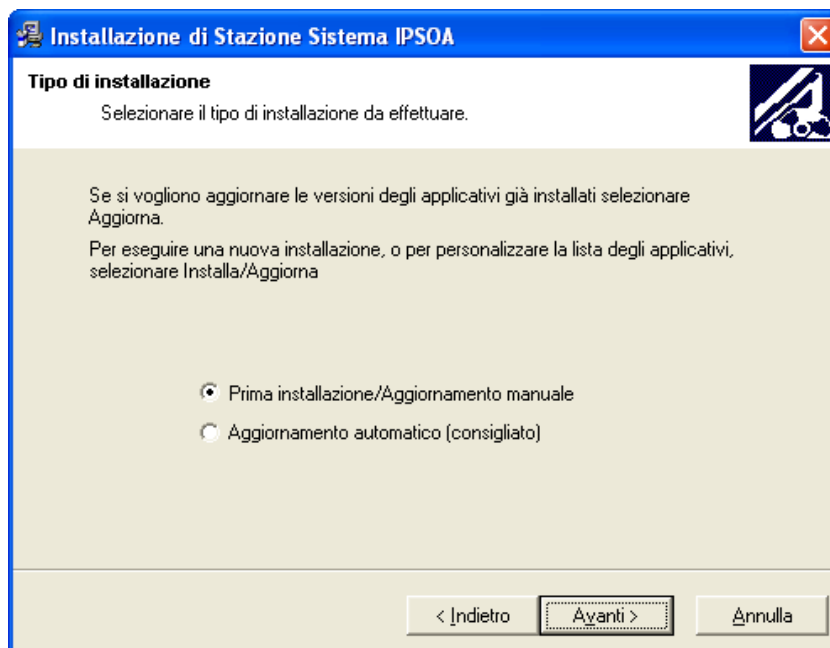 Installazione di Stazione Sistema IPSOA
Tipo di installazione
Selezionare il tipo di installazione da effettuare.
Se si vogliono aggiornare le versioni degli applicativi già installati selezionare
Aggiorna.
Per eseguire una nuova installazione, o per personalizzare la lista degli applicativi,
selezionare Installa/Aggiorna
Prima installazione/Aggiornamento manuale
Aggiornamento automatico (consigliato)
< Indietro
Avanti >
Annulla